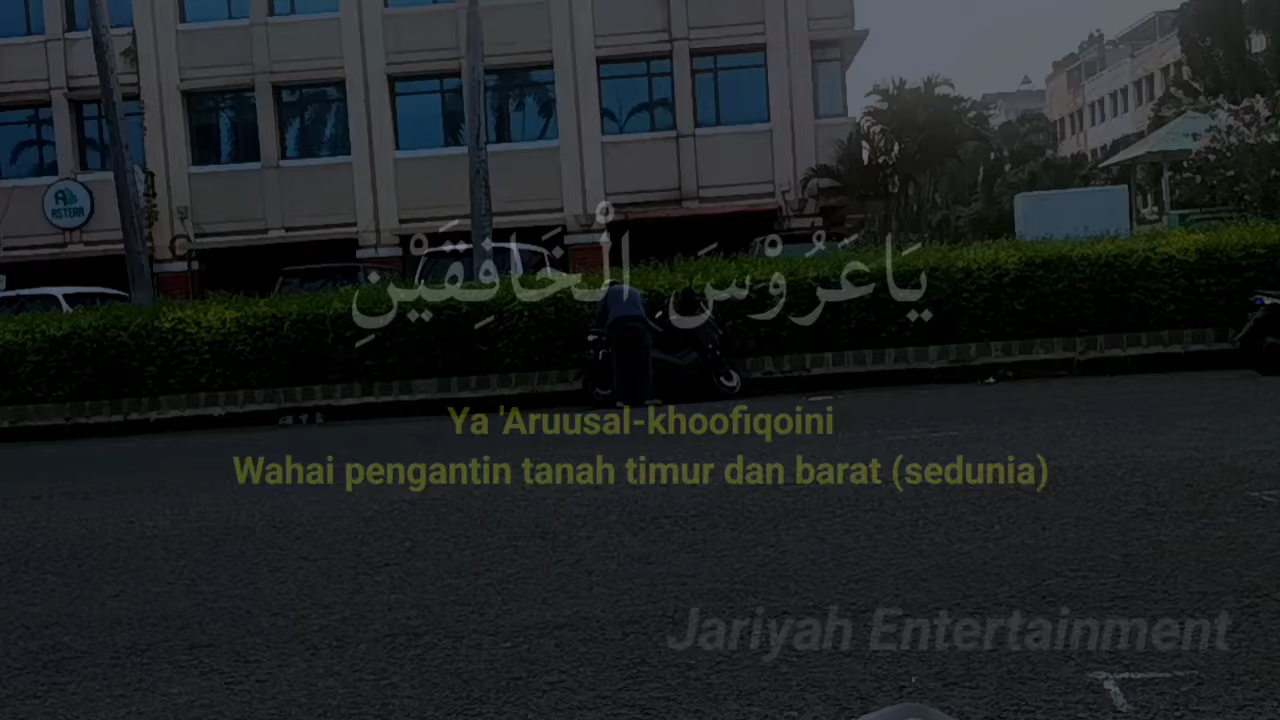 ASTERA
يَاعَرُوْسَ الْخَافِقَيْنِ
Ya 'Aruusal-khoofiqoini
Wahai pengantin tanah timur dan barat (sedunia)
Jariyah Entertainment